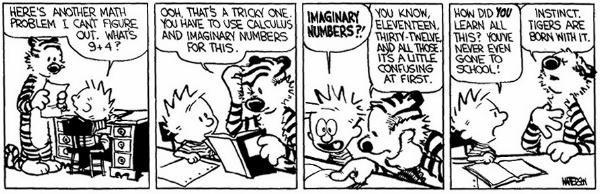 HERE'S ANOTHER MATH
PROBLEM I CAN'T FIGURE
OUT. WHAT'S
9+4?
OOH, THAT'S A TRICKY ONE.
YOU HAVE TO USE CALCULUS
AND IMAGINARY NUMBERS
FOR THIS.
IMAGINARY
NUMBERS?!
YOU KNOW,
ELEVENTEEN,
THIRTY-TWELVE,
AND ALL THOSE.
IT'S A LITTLE
CONFUSING
AT FIRST.
HOW DID YOU
LEARN ALL
THIS? YOU'VE
NEVER EVEN
GONE TO
SCHOOL!
INSTINCT.
TIGERS ARE
BORN WITH IT.
WATTERSON